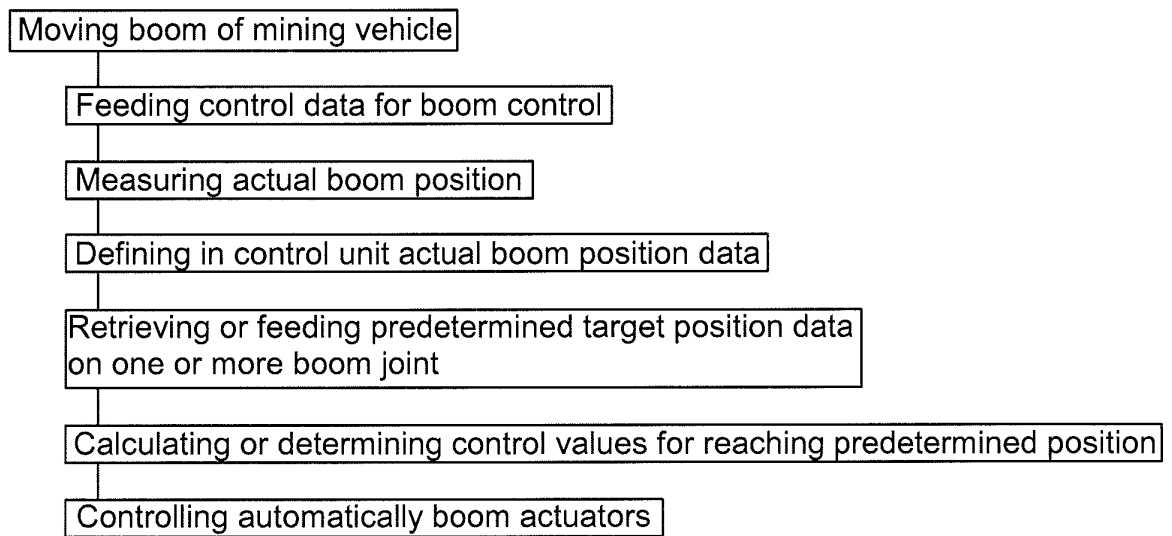 Moving boom of mining vehicle
Feeding control data for boom control
Measuring actual boom position
Defining in control unit actual boom position data
Retrieving or feeding predetermined target position data
on one or more boom joint
Calculating or determining control values for reaching predetermined position
Controlling automatically boom actuators